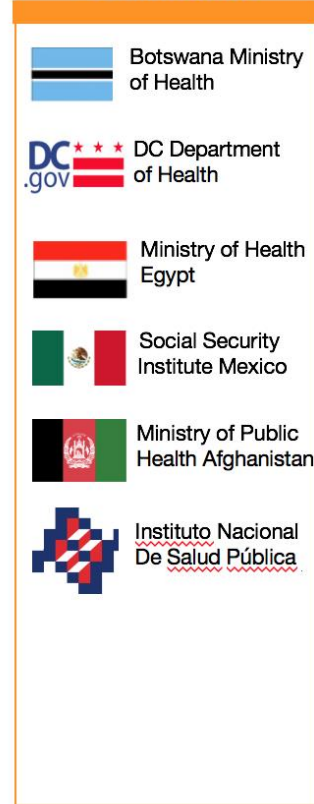 Botswana Ministry
of Health
DC
.gov
DC Department
of Health
Ministry of Health
Egypt
Social Security
Institute Mexico
Ministry of Public
Health Afghanistan
Instituto Nacional
De Salud Pública